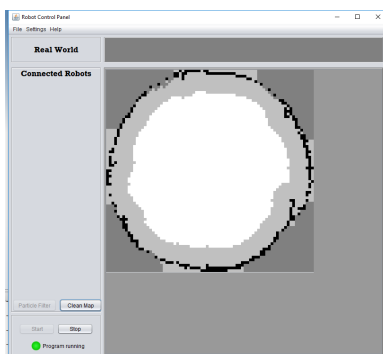 Robot Control Panel
File Settings Help
Real World
Connected Robots
Particle Filter Clean Map
Start Stop
Program running